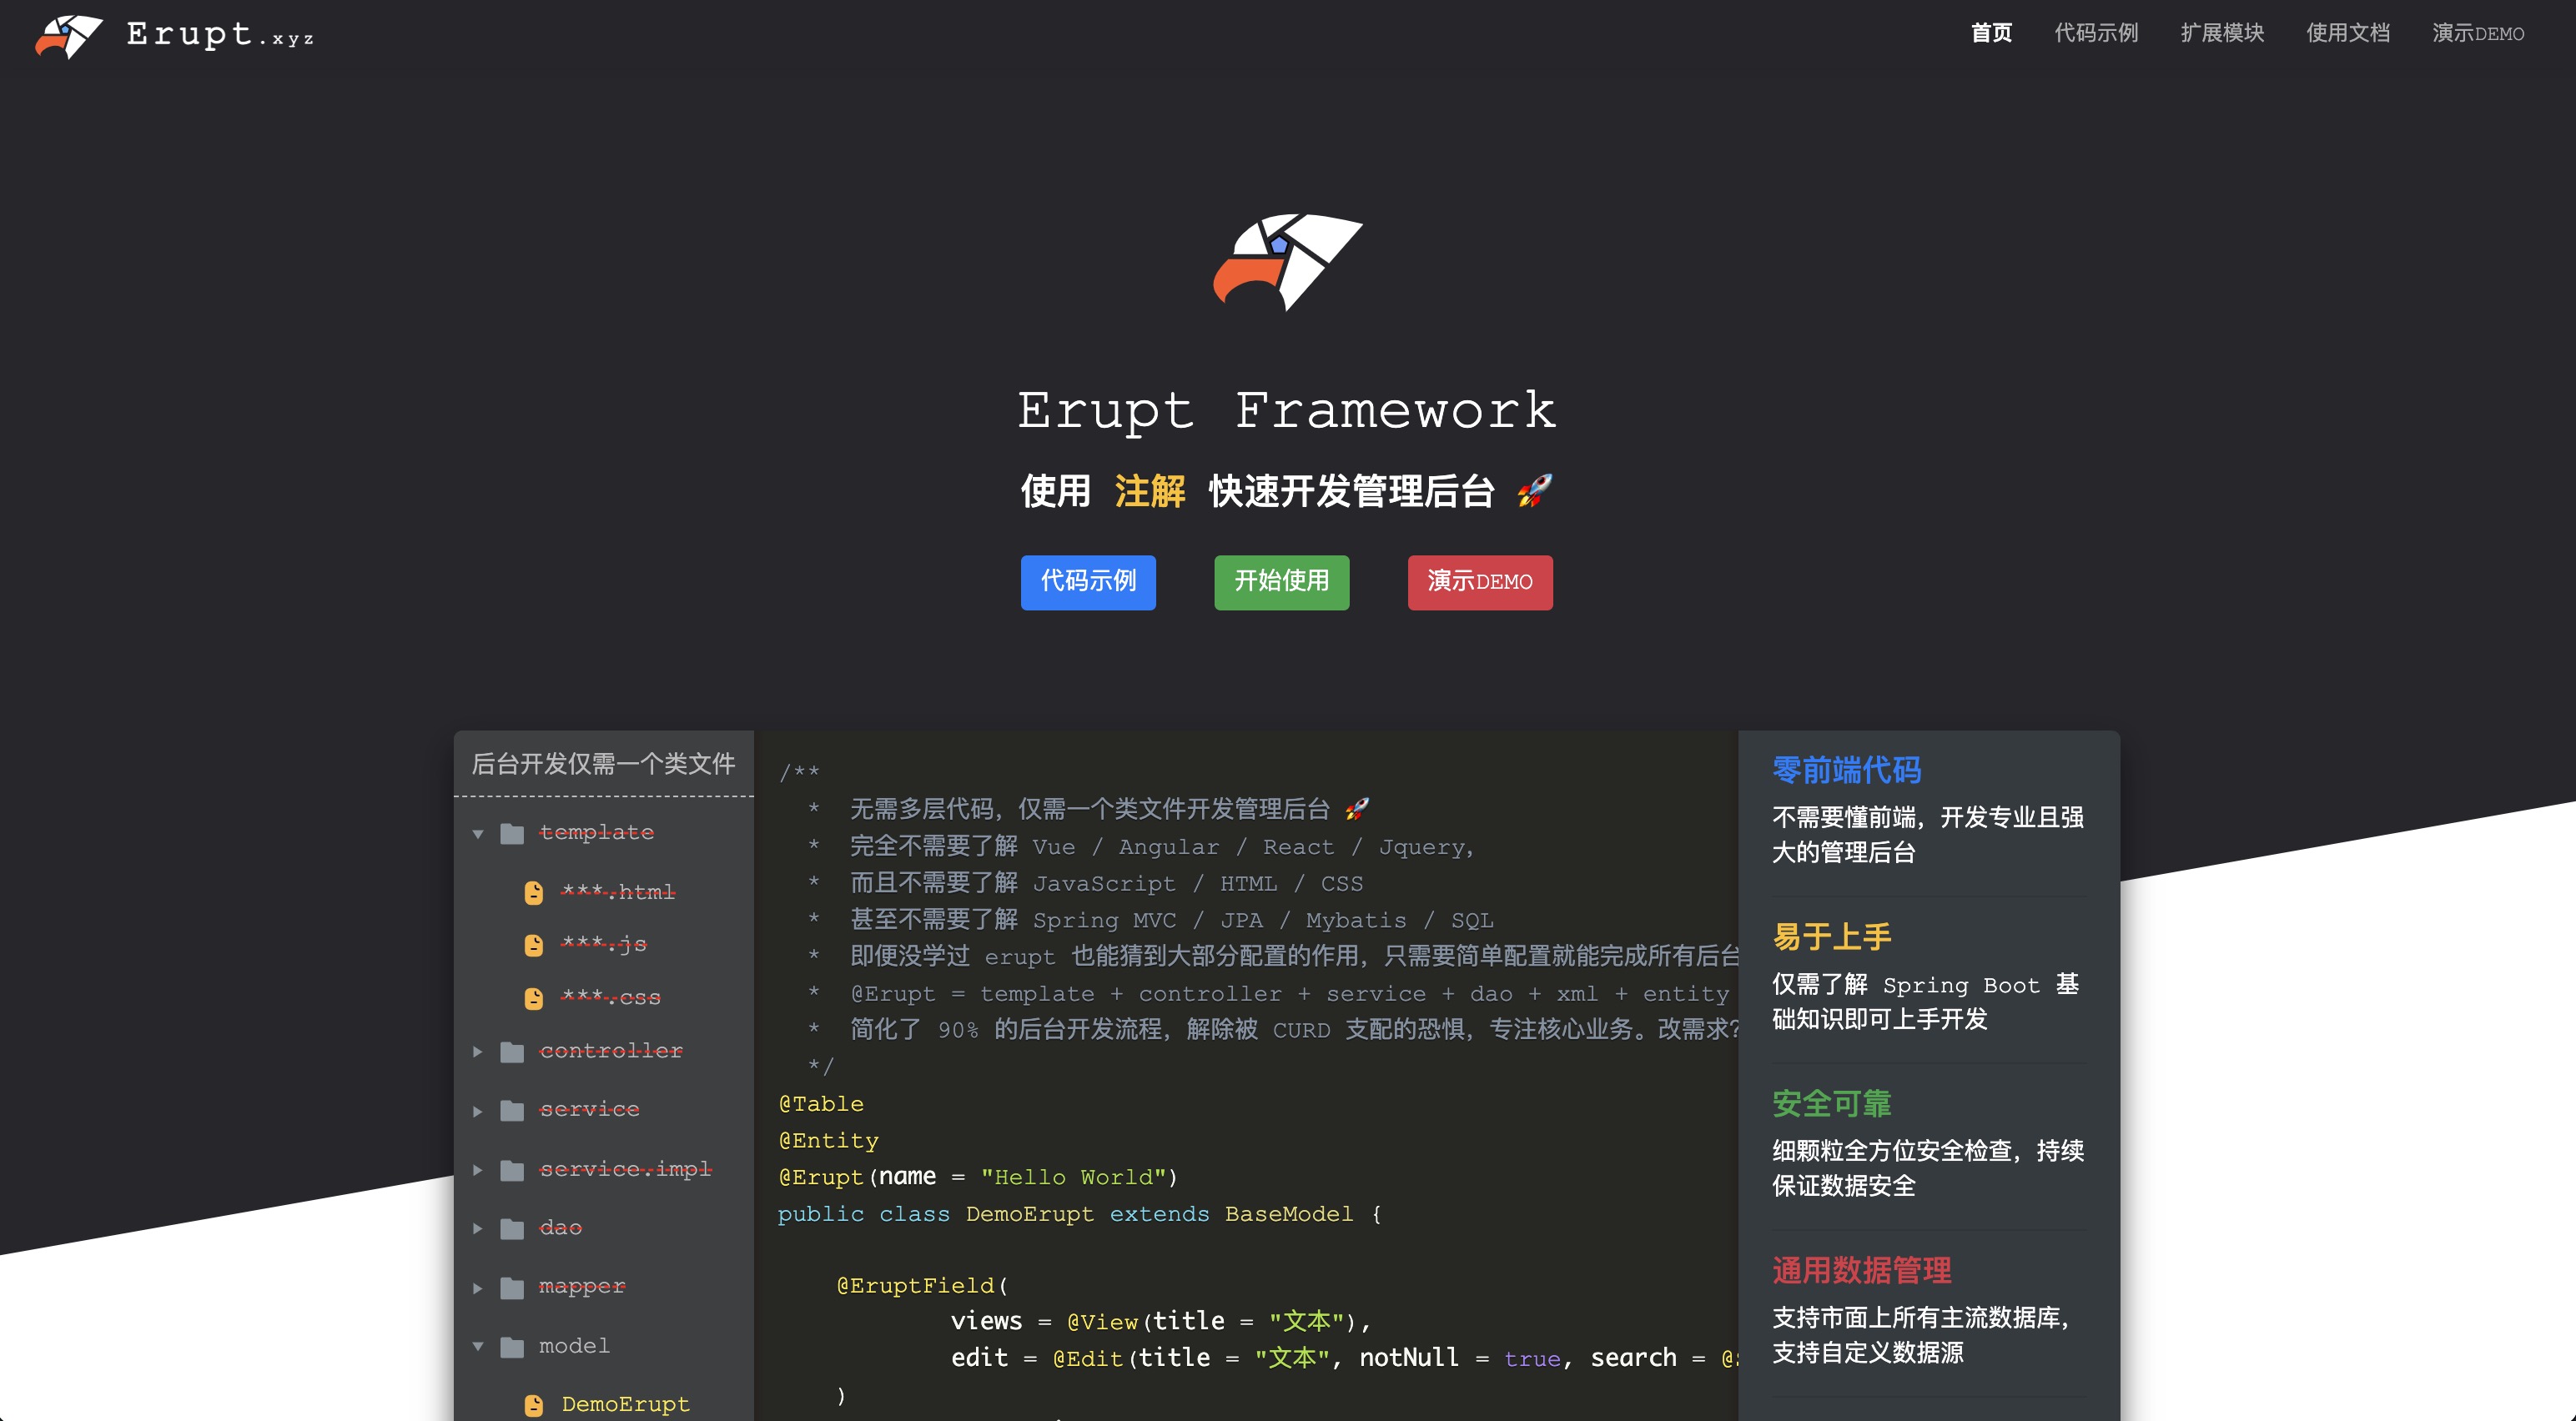 Erupt.xyz
首页 代码示例 扩展模块 使用文档 演示DEMO
Erupt Framework
使用 注解 快速开发管理后台 🚀
代码示例 开始使用 演示DEMO
后台开发仅需一个类文件
template
***.html
***.js
***.css
controller
service
service.impl
dao
mapper
model
DemoErupt
/**
* 无需多层代码，仅需一个类文件开发管理后台 🚀
* 完全不需要了解 Vue / Angular / React / Jquery，
* 而且不需要了解 JavaScript / HTML / CSS
* 甚至不需要了解 Spring MVC / JPA / Mybatis / SQL
* 即便没学过 erupt 也能猜到大部分配置的作用，只需要简单配置就能完成所有后台
* @Erupt = template + controller + service + dao + xml + entity
* 简化了 90% 的后台开发流程，解除被 CURD 支配的恐惧，专注核心业务。改需求？
*/
@Table
@Entity
@Erupt(name = "Hello World")
public class DemoErupt extends BaseModel {
@EruptField(
views = @View(title = "文本"),
edit = @Edit(title = "文本", notNull = true, search = @
)
零前端代码
不需要懂前端，开发专业且强
大的管理后台
易于上手
仅需了解 Spring Boot 基
础知识即可上手开发
安全可靠
细颗粒全方位安全检查，持续
保证数据安全
通用数据管理
支持市面上所有主流数据库，
支持自定义数据源